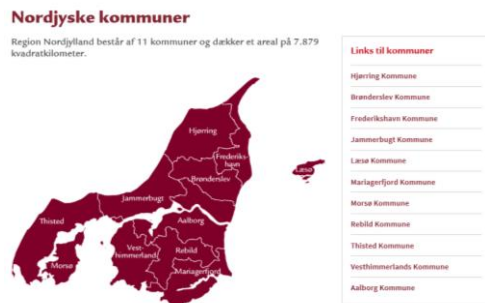 Nordjyske kommuner
Region Nordjylland består af 11 kommuner og dækker et areal på 7.879
kvadratkilometer.
Links til kommuner
Hjørring Kommune
Brønderslev Kommune
Frederikshavn Kommune
Jammerbugt Kommune
Læsø Kommune
Mariagerfjord Kommune
Morsø Kommune
Rebild Kommune
Thisted Kommune
Vesthimmerlands Kommune
Aalborg Kommune
Hjørring
Frederiks-
havn
Læsø
Brønderslev
Jammerbugt
Thisted
Aalborg
Vest-
himmerland
Rebild
Morsø
Mariagerfjord